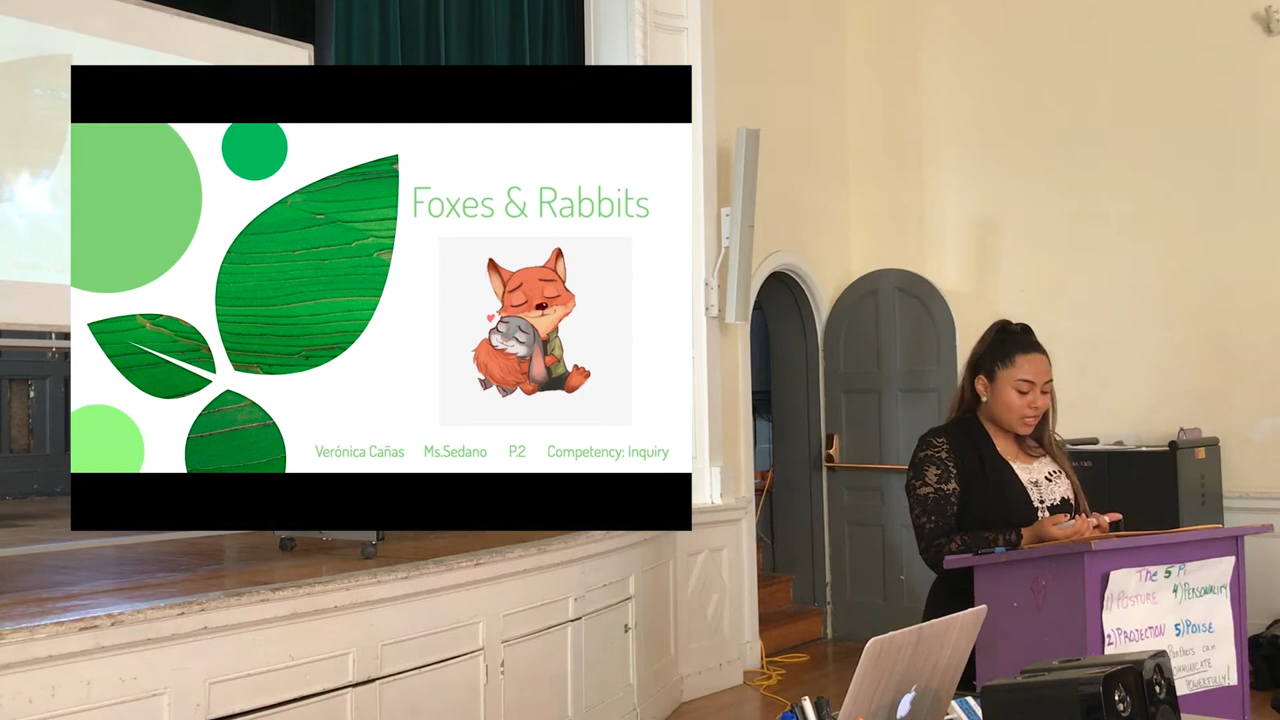 Foxes & Rabbits
Verónica Cañas Ms.Sedano P.2 Competency: Inquiry
The 5 P
1) POSTURE 4) PERSONALITY
2) PROJECTION 5) POISE
Panthers can
COMMUNICATE
POWERFULLY!